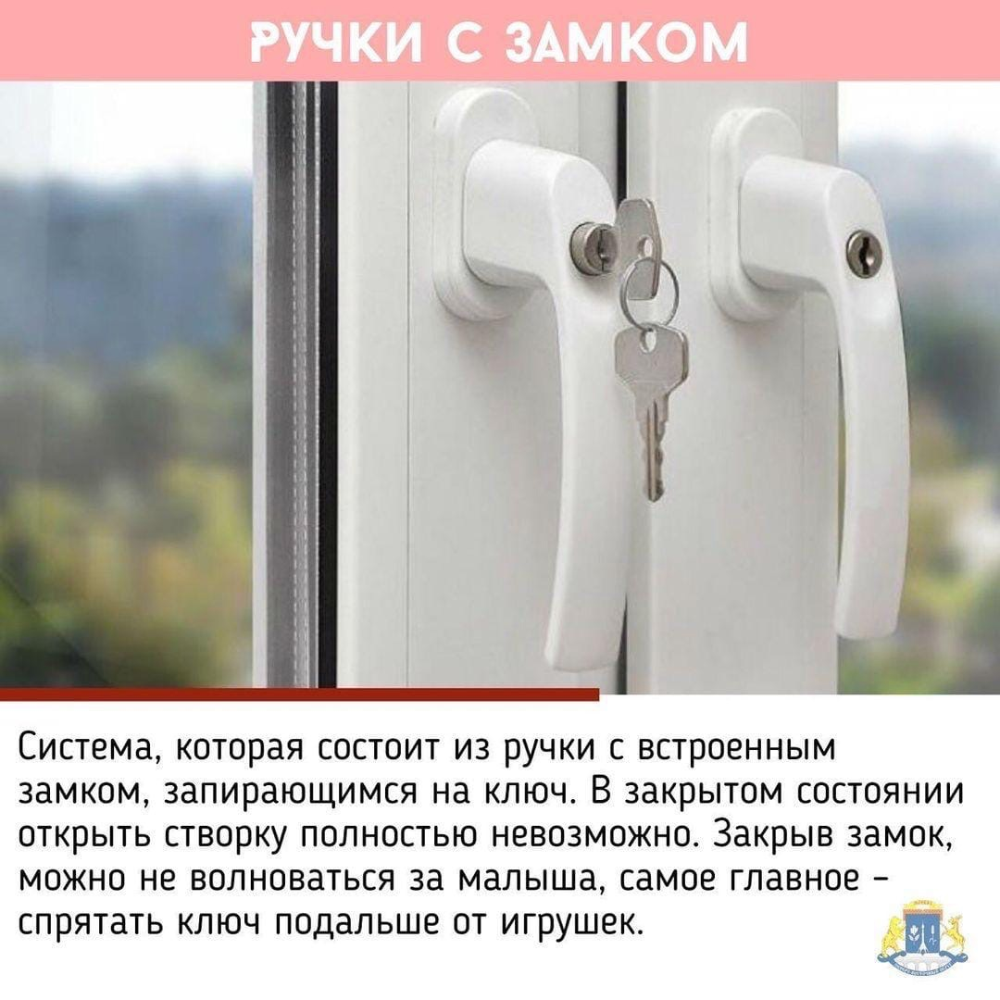 РУЧКИ С ЗАМКОМ
Система, которая состоит из ручки с встроенным
замком, запирающимся на ключ. В закрытом состоянии
открыть створку полностью невозможно. Закрыв замок,
можно не волноваться за малыша, самое главное –
спрятать ключ подальше от игрушек.